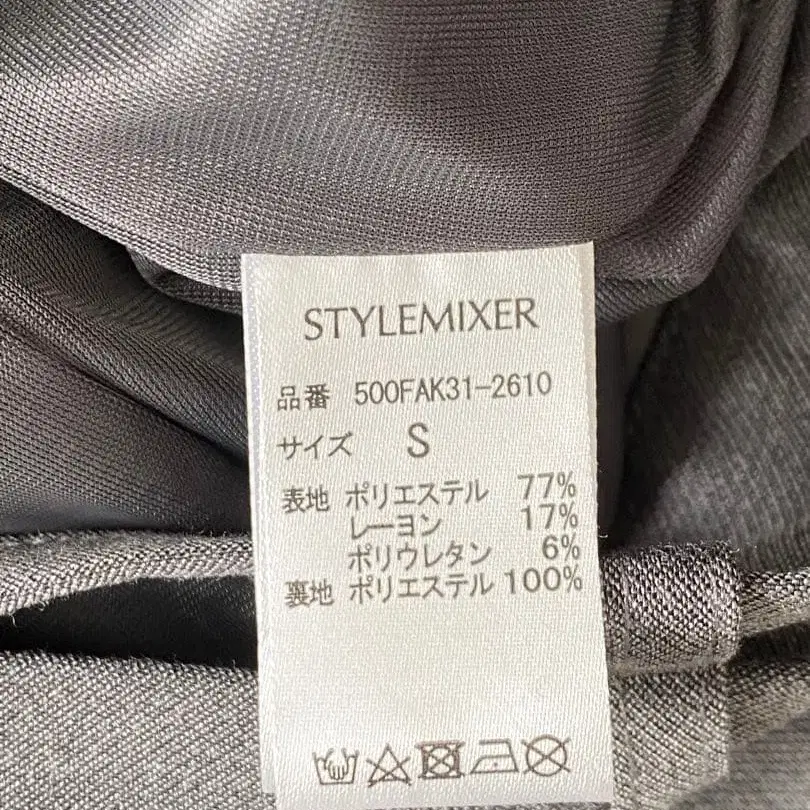 STYLEMIXER
品番 500FAK31-2610
サイズ S
表地 ポリエステル 77%
レーヨン 17%
ポリウレタン 6%
裏地 ポリエステル 100%